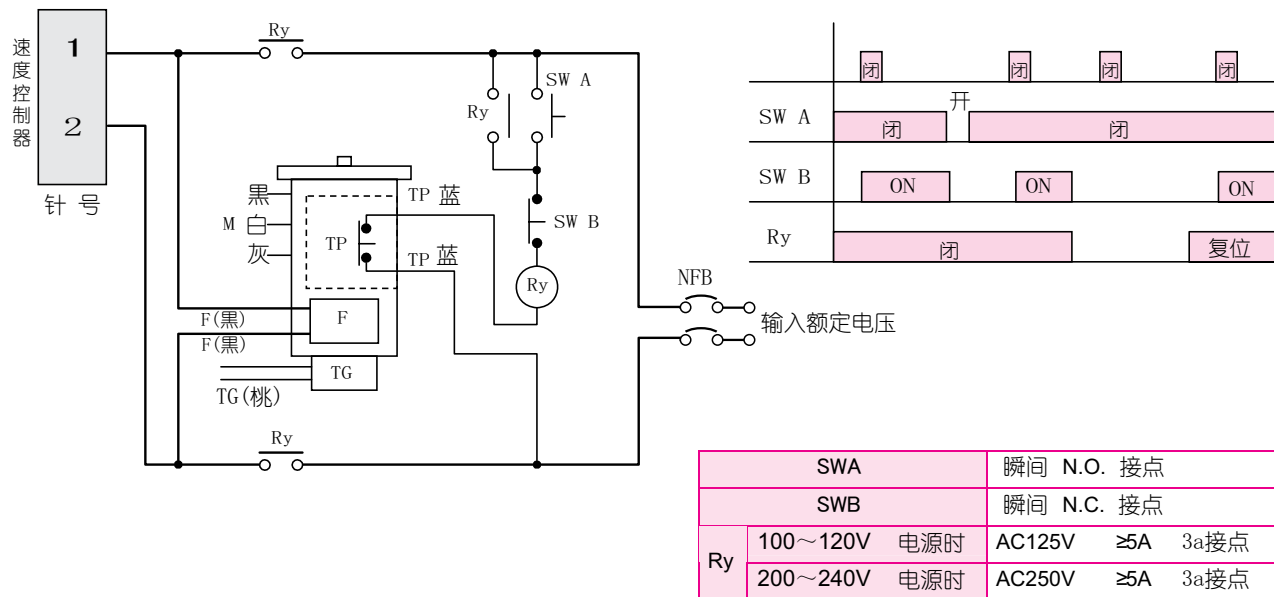 速度控制器
1
2
针 号
Ry
Ry
SW A
SW B
Ry
黑
M 白
灰
TP
TP 蓝
TP 蓝
F(黑)
F(黑)
F
TG
TG(桃)
Ry
NFB
输入额定电压
闭 闭 闭 闭
SW A 闭 开 闭
SW B ON ON ON
Ry 闭 复位
SWA 瞬间 N.O. 接点
SWB 瞬间 N.C. 接点
Ry 100～120V 电源时 AC125V ≥5A 3a接点
200～240V 电源时 AC250V ≥5A 3a接点